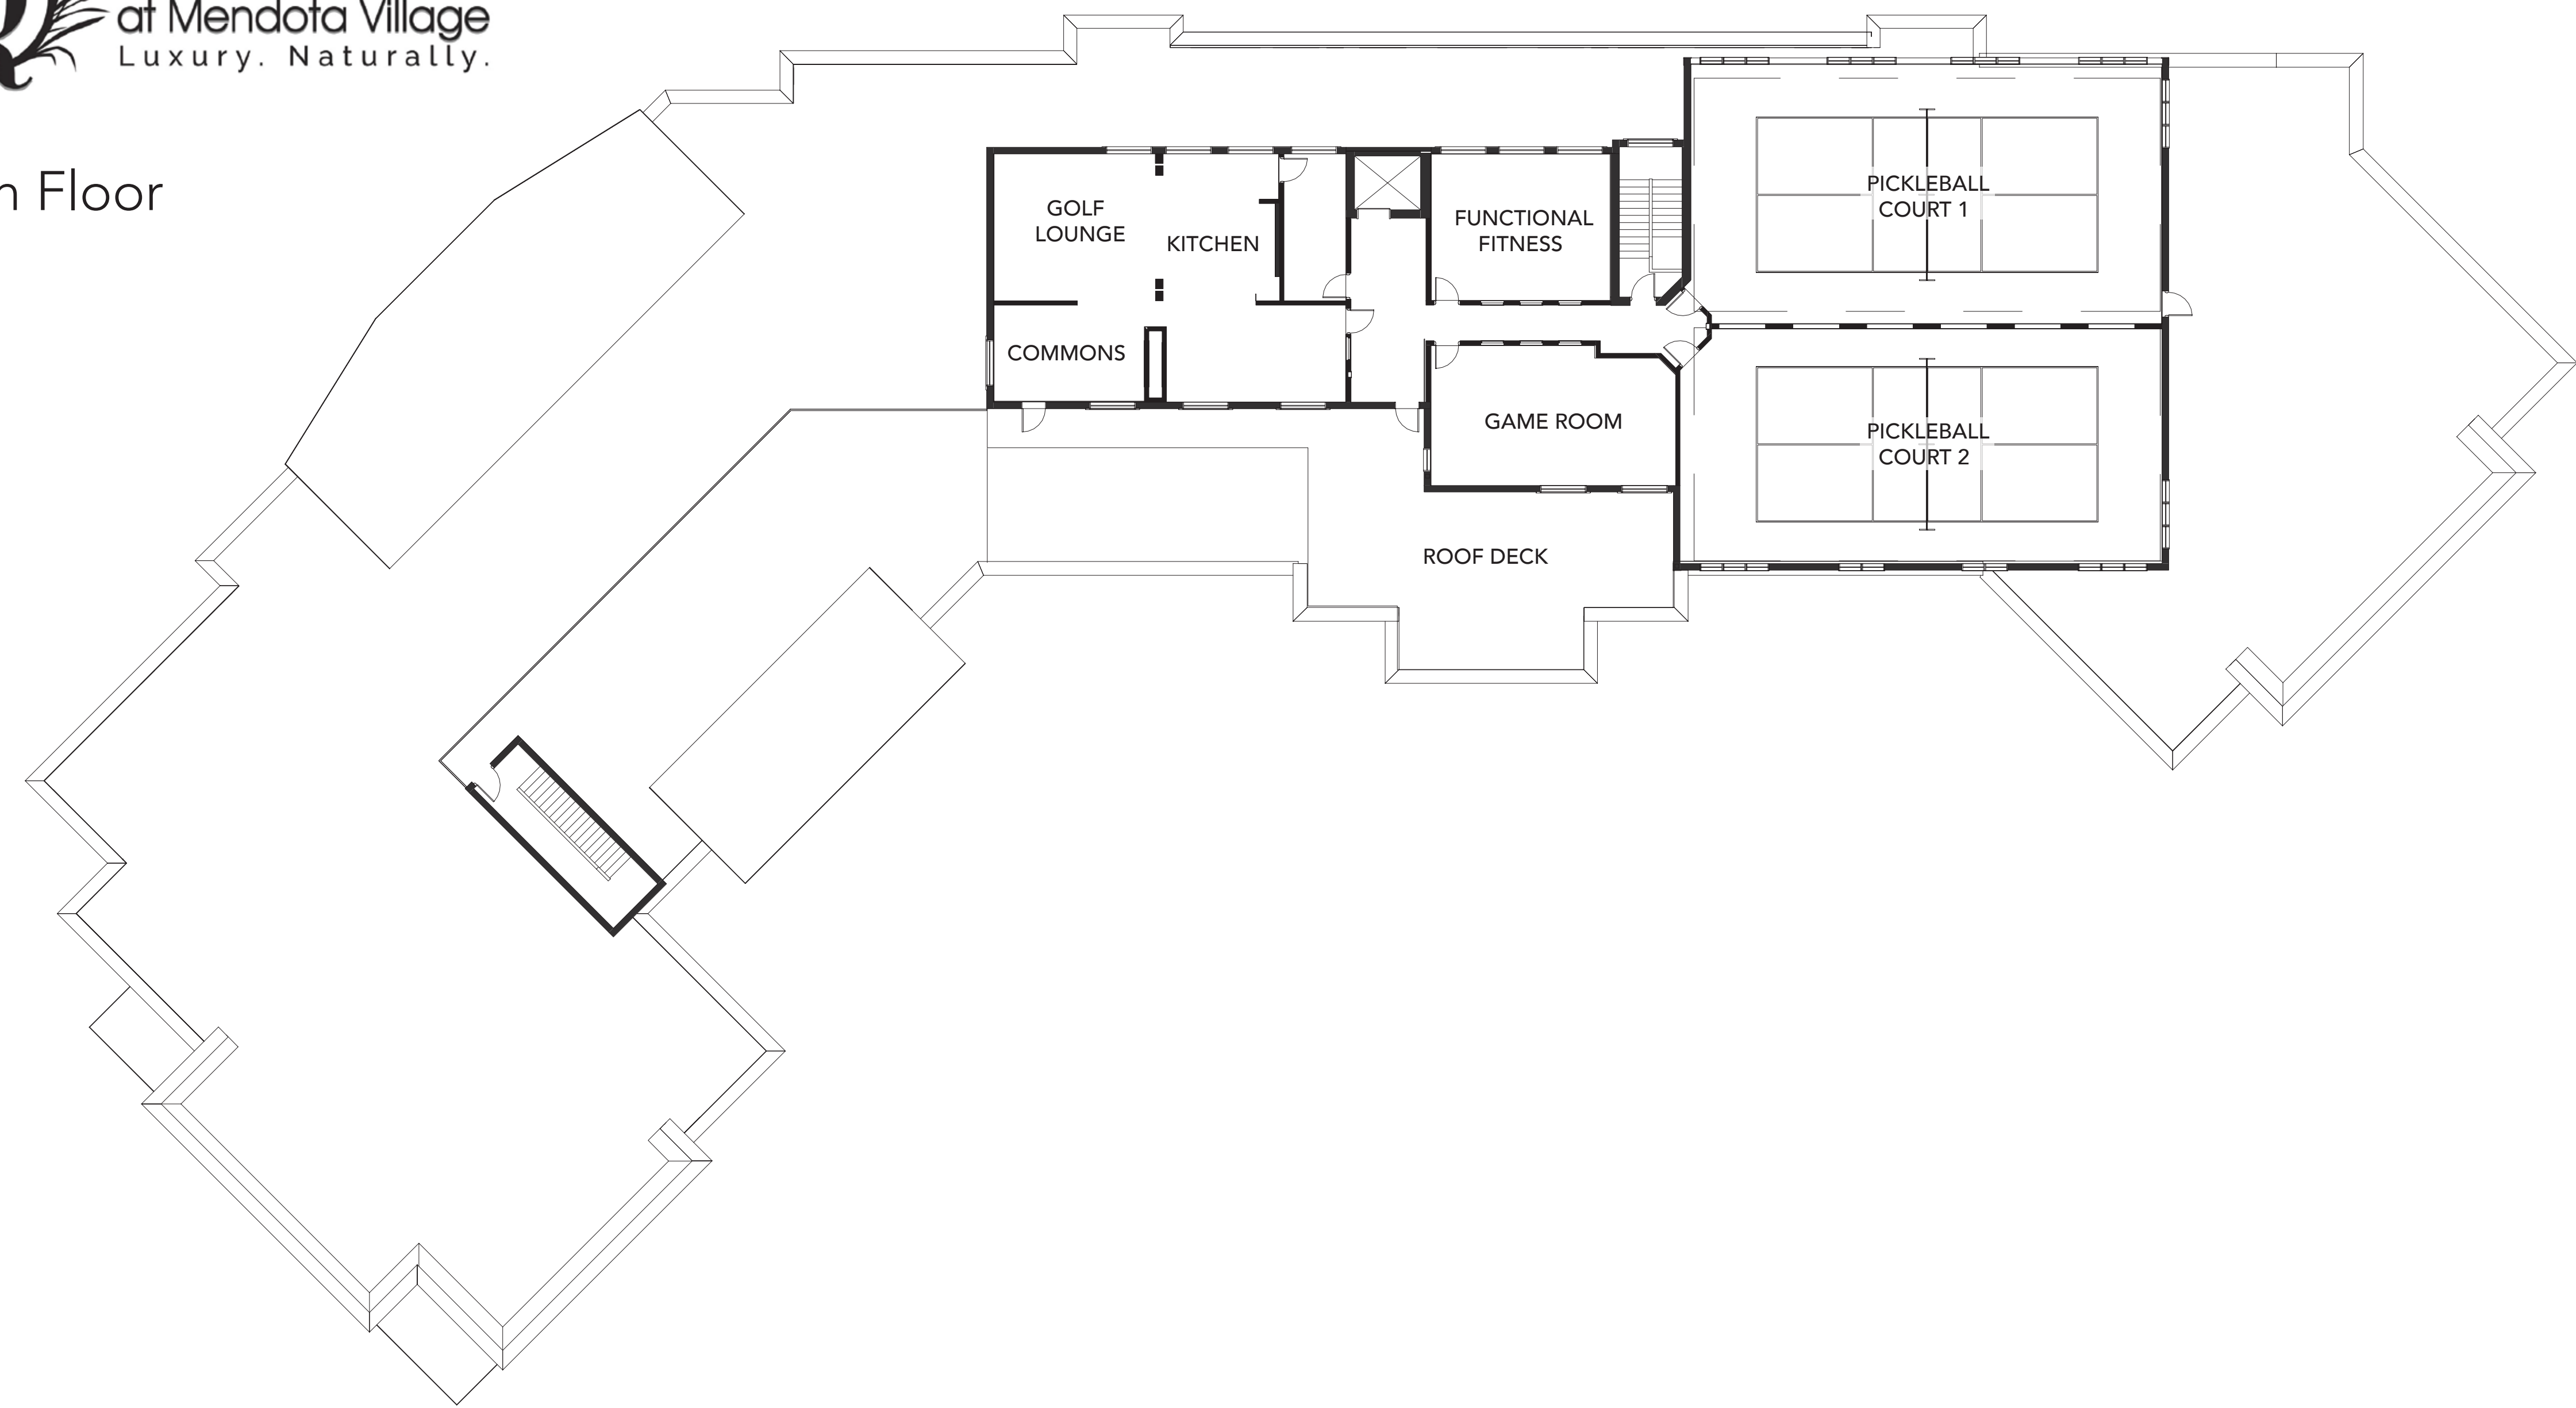 at Mendota Village
Luxury. Naturally.
n Floor
GOLF
LOUNGE
KITCHEN
COMMONS
FUNCTIONAL
FITNESS
GAME ROOM
ROOF DECK
PICKLEBALL
COURT 1
PICKLEBALL
COURT 2